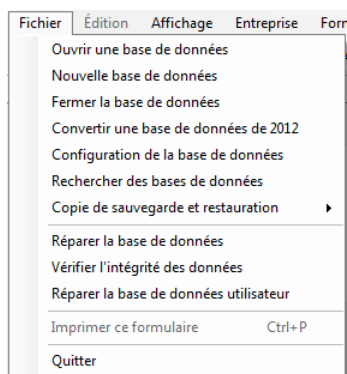 Fichier Édition Affichage Entreprise Forn
Ouvrir une base de données
Nouvelle base de données
Fermer la base de données
Convertir une base de données de 2012
Configuration de la base de données
Rechercher des bases de données
Copie de sauvegarde et restauration
Réparer la base de données
Vérifier l'intégrité des données
Réparer la base de données utilisateur
Imprimer ce formulaire Ctrl+P
Quitter